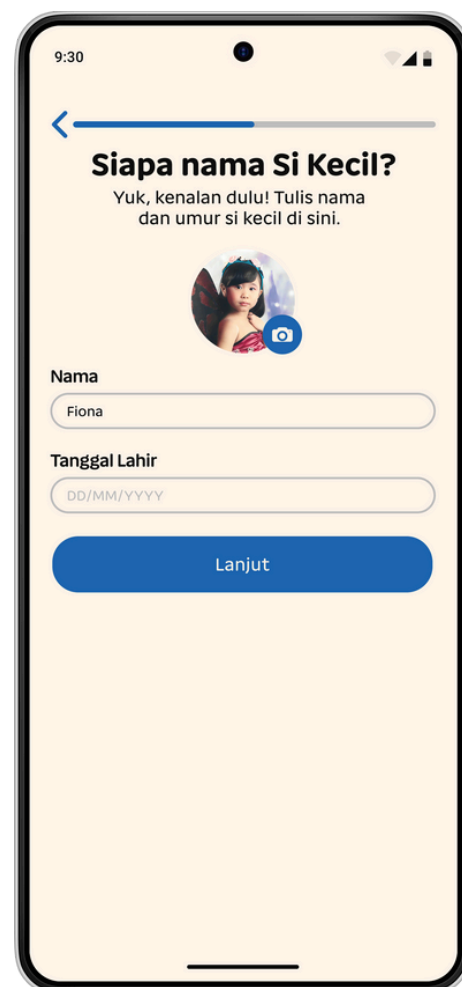 9:30
Siapa nama Si Kecil?
Yuk, kenalan dulu! Tulis nama
dan umur si kecil di sini.
Nama
Fiona
Tanggal Lahir
DD/MM/YYYY
Lanjut